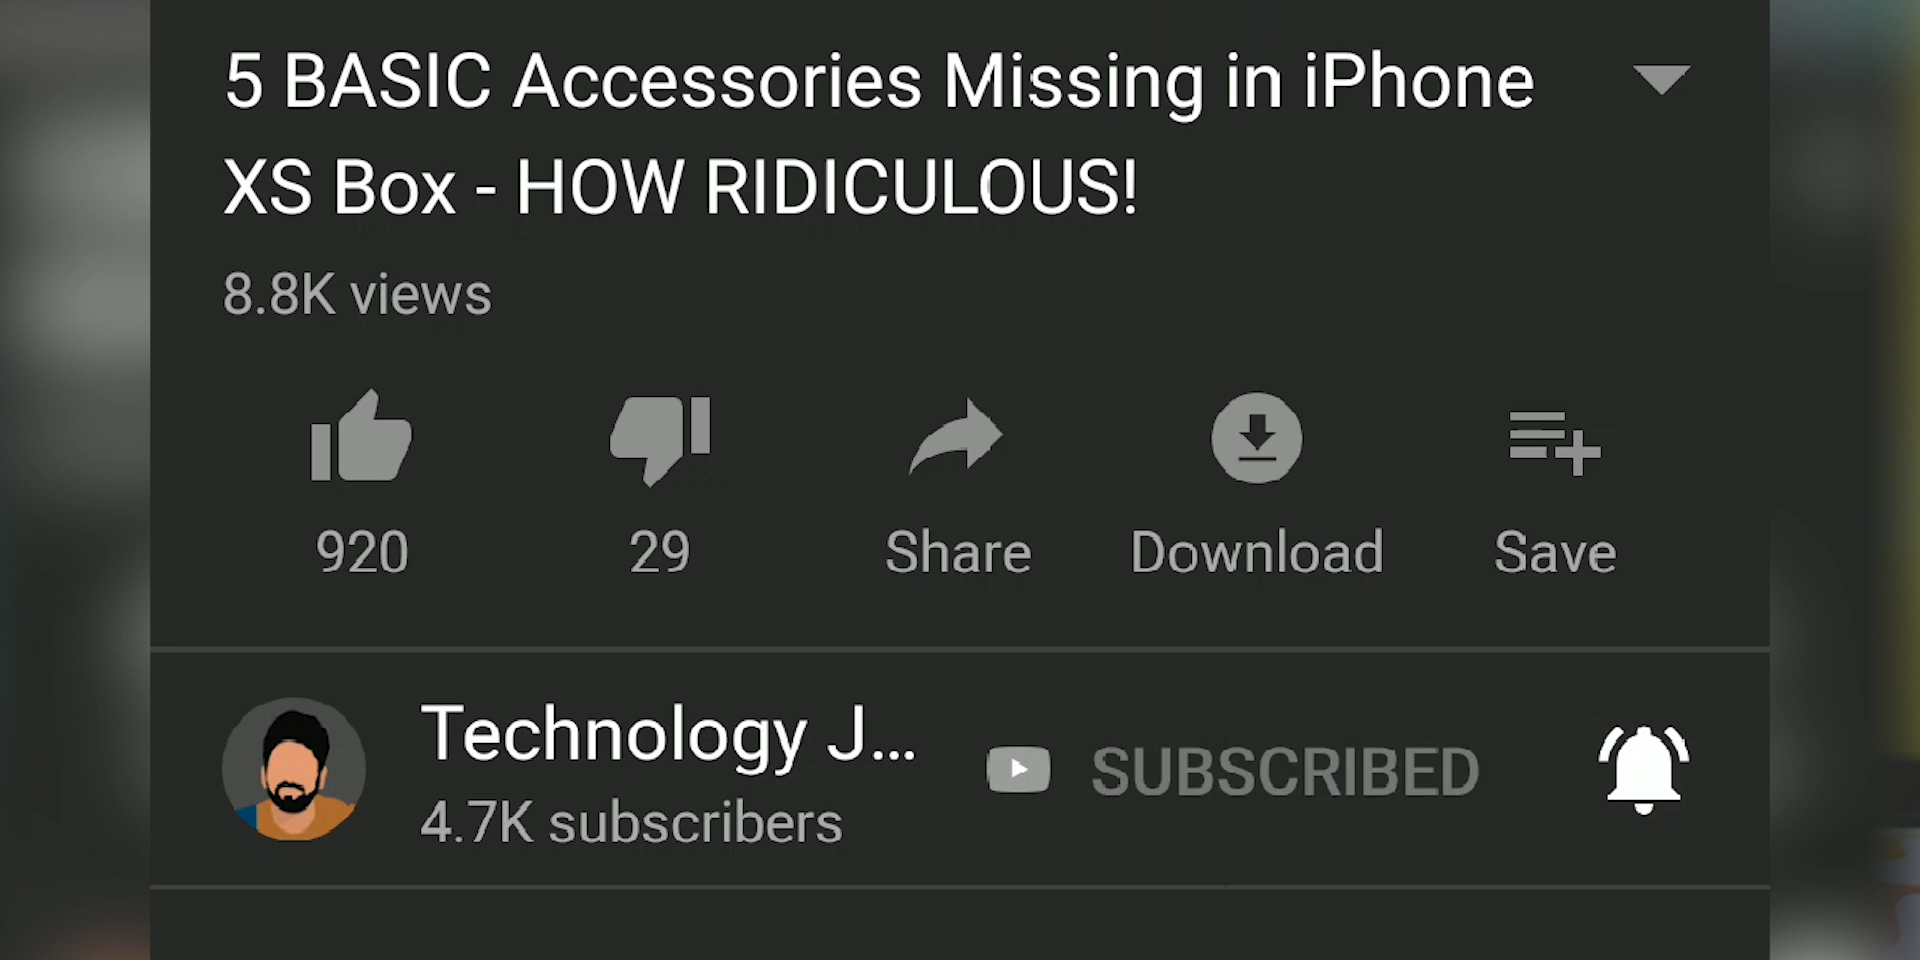 5 BASIC Accessories Missing in iPhone
XS Box - HOW RIDICULOUS!
8.8K views
920 29 Share Download Save
Technology J...
SUBSCRIBED
4.7K subscribers